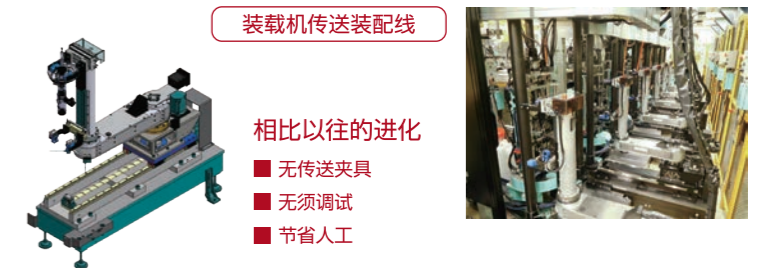 装载机传送装配线
相比以往的进化
无传送夹具
无须调试
节省人工